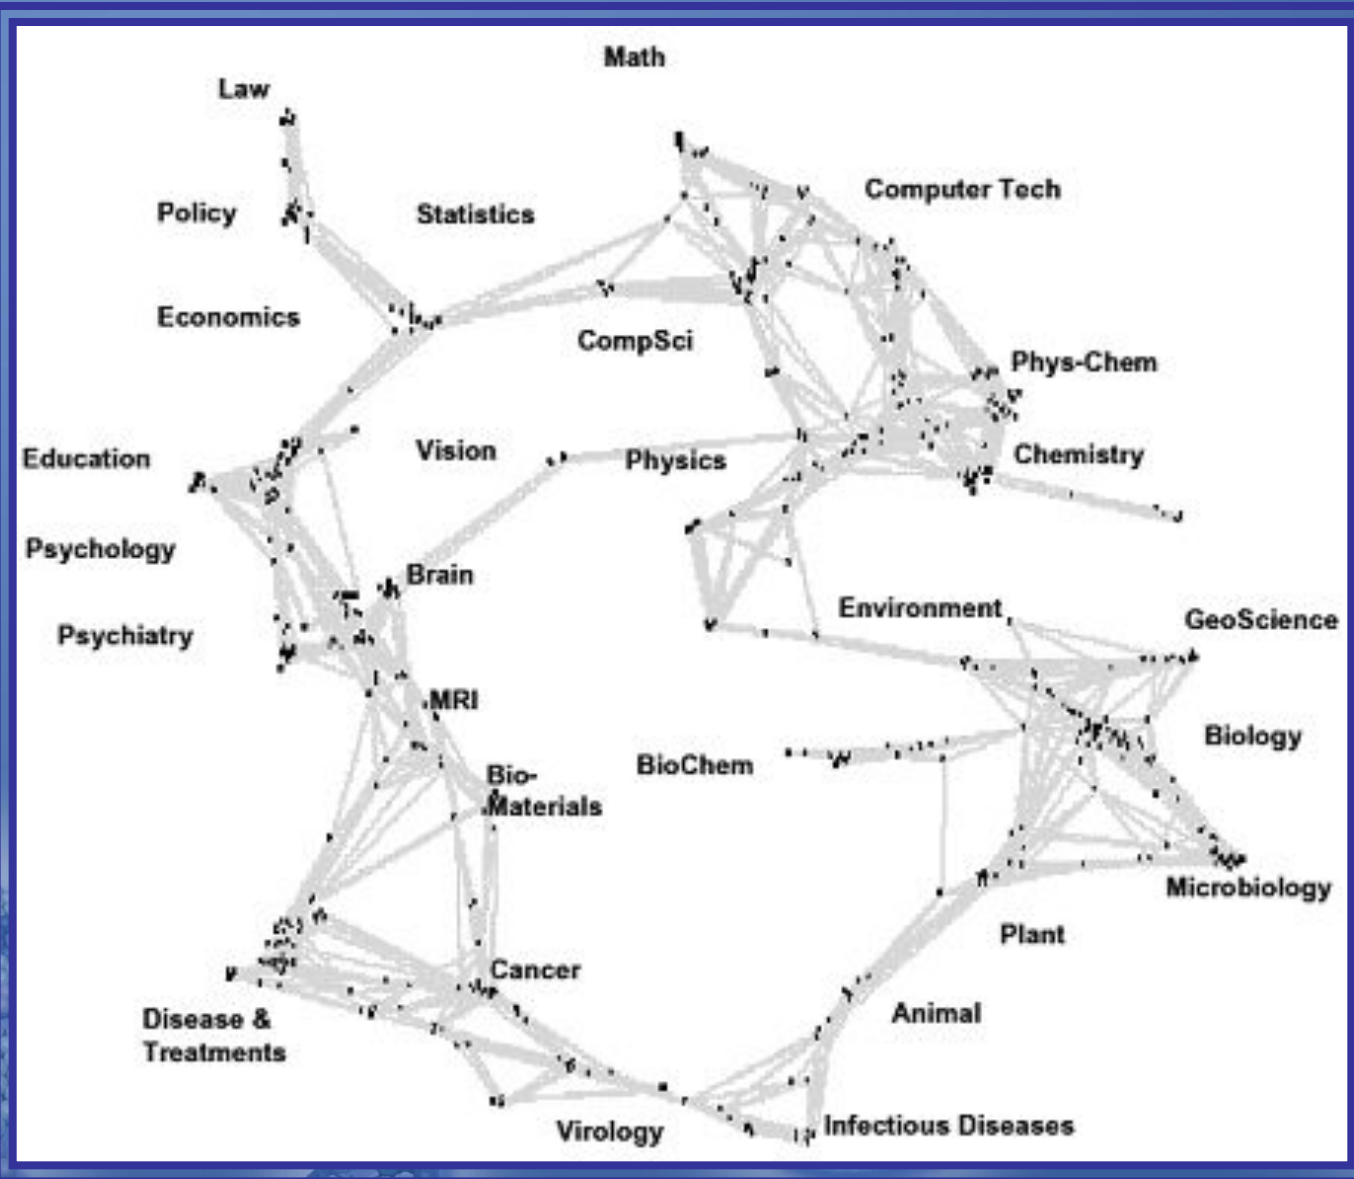 Math
Law
Computer Tech
Policy
Statistics
Economics
CompSci
Phys-Chem
Education
Vision
Physics
Chemistry
Psychology
Brain
Environment
GeoScience
Psychiatry
MRI
Biology
BioChem
Bio-
Materials
Microbiology
Plant
Cancer
Animal
Disease &
Treatments
Virology
Infectious Diseases